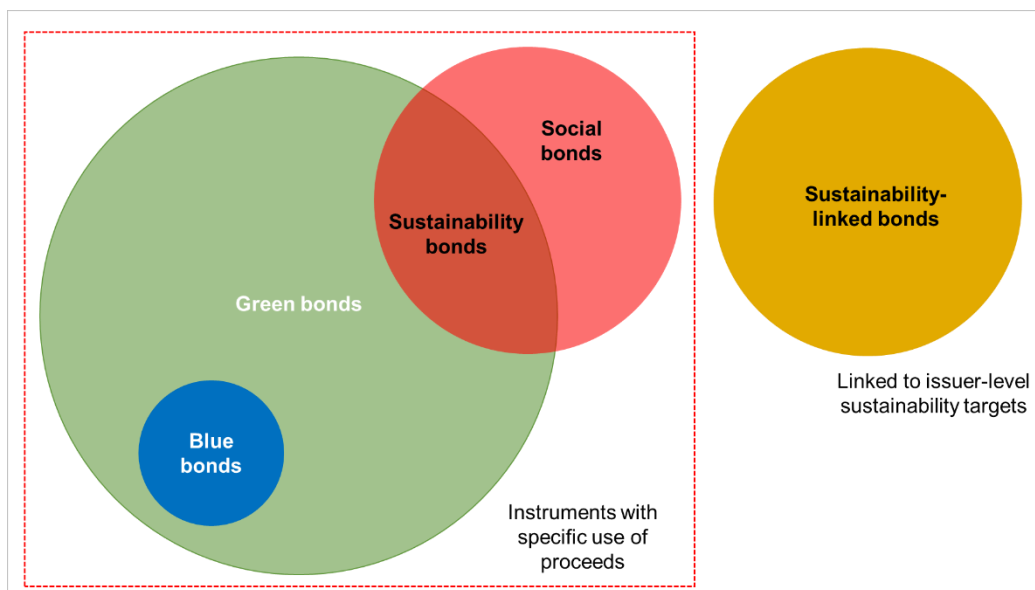 Social
bonds
Sustainability-
linked bonds
Sustainability
bonds
Green bonds
Linked to issuer-level
sustainability targets
Blue
bonds
Instruments with
specific use of
proceeds